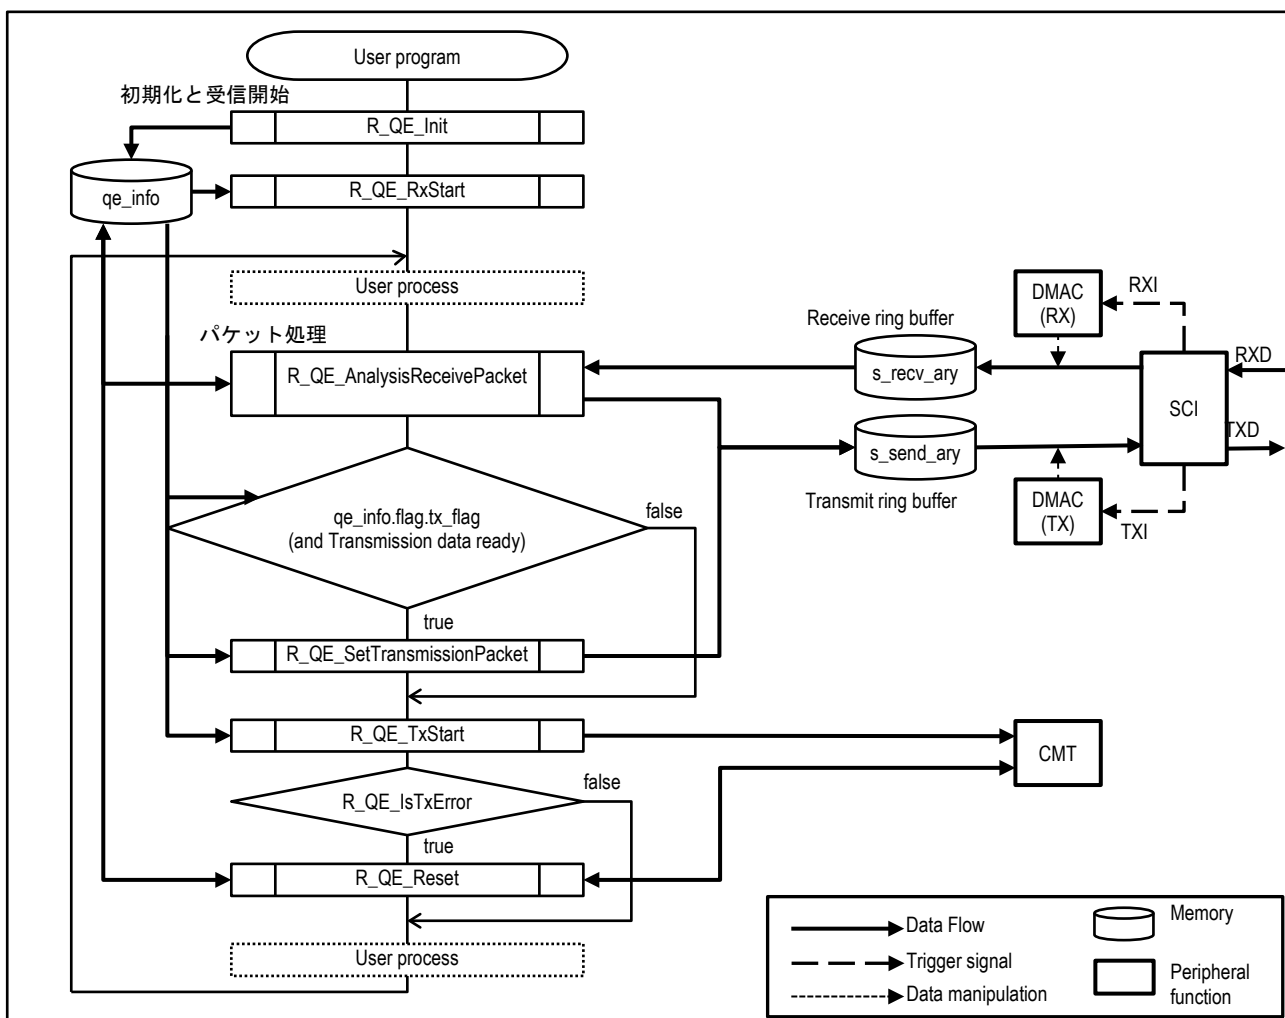 User program
初期化と受信開始
R_QE_Init
qe_info
R_QE_RxStart
User process
パケット処理
R_QE_AnalysisReceivePacket
Receive ring buffer
s_recv_ary
DMAC
(RX)
RXI
RXD
SCI
TXD
s_send_ary
Transmit ring buffer
DMAC
(TX)
TXI
qe_info.flag.tx_flag
(and Transmission data ready)
false
true
R_QE_SetTransmissionPacket
R_QE_TxStart
CMT
R_QE_IsTxError
false
true
R_QE_Reset
User process
Data Flow
Memory
Trigger signal
Peripheral
function
Data manipulation